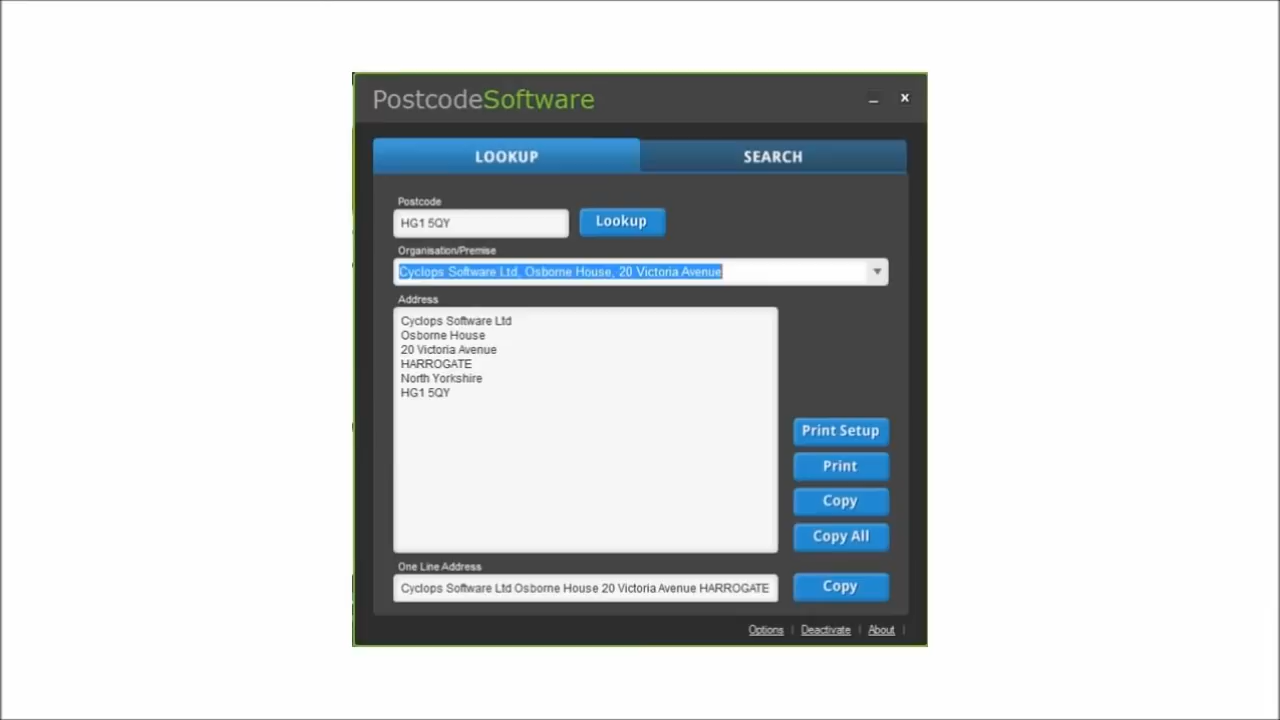 PostcodeSoftware
LOOKUP
SEARCH
Postcode
HG1 5QY
Lookup
Organisation/Premise
Cyclops Software Ltd, Osborne House, 20 Victoria Avenue
Address
Cyclops Software Ltd
Osborne House
20 Victoria Avenue
HARROGATE
North Yorkshire
HG1 5QY
Print Setup
Print
Copy
Copy All
One Line Address
Cyclops Software Ltd Osborne House 20 Victoria Avenue HARROGATE
Copy
Options | Deactivate | About |